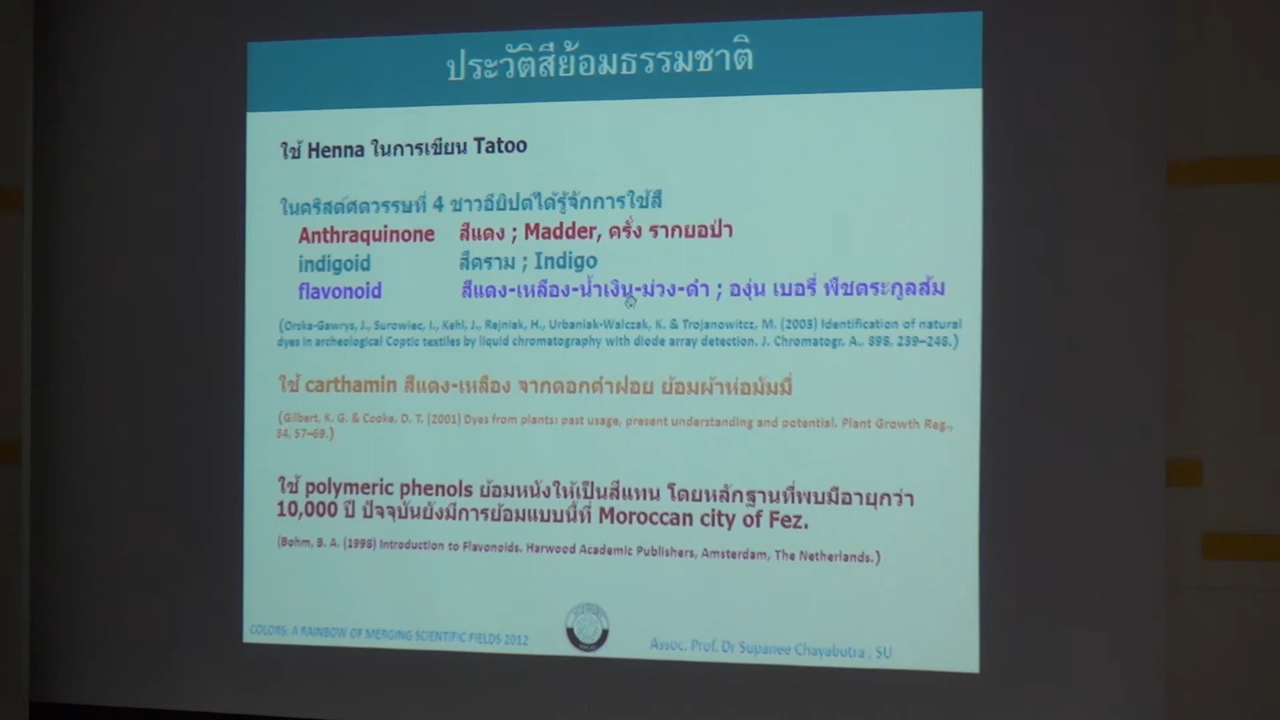 ประวัติสีย้อมธรรมชาติ
ใช้ Henna ในการเขียน Tatoo
ในคริสต์ศตวรรษที่ 4 ชาวอียิปต์ได้รู้จักการใช้สี
Anthraquinone สีแดง ; Madder, ครั่ง รากยอป่า
indigoid สีคราม ; Indigo
flavonoid สีแดง-เหลือง-น้ำเงิน-ม่วง-ดำ ; องุ่น เบอรี่ พืชตระกูลส้ม
(Orska-Gawrys, J., Surowiec, I., Kehl, J., Rejniak, H., Urbaniak-Walczak, K. & Trojanowicz, M. (2003) Identification of natural
dyes in archeological Coptic textiles by liquid chromatography with diode array detection. J. Chromatogr. A., 989, 239–248.)
ใช้ carthamin สีแดง-เหลือง จากดอกคำฝอย ย้อมผ้าห่อมัมมี่
(Gilbert, K. G. & Cooke, D. T. (2001) Dyes from plants: past usage, present understanding and potential. Plant Growth Reg.,
34, 57–69.)
ใช้ polymeric phenols ย้อมหนังให้เป็นสีแทน โดยหลักฐานที่พบมีอายุกว่า
10,000 ปี ปัจจุบันยังมีการย้อมแบบนี้ที่ Moroccan city of Fez.
(Bohm, B. A. (1998) Introduction to Flavonoids. Harwood Academic Publishers, Amsterdam, The Netherlands.)
COLORS: A RAINBOW OF MERGING SCIENTIFIC FIELDS 2012
Assoc. Prof. Dr Supanee Chayabutra , SU